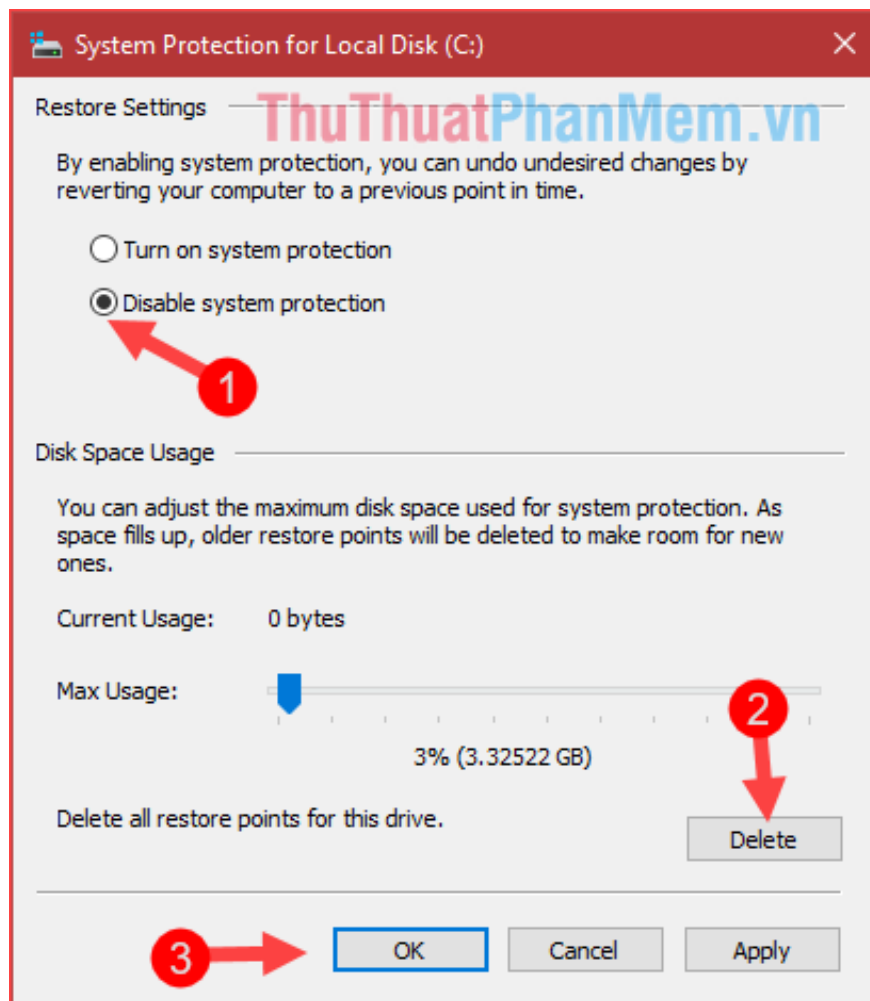 System Protection for Local Disk (C:)
Restore Settings
ThuThuatPhanMem.vn
By enabling system protection, you can undo undesired changes by
reverting your computer to a previous point in time.
Turn on system protection
Disable system protection
1
Disk Space Usage
You can adjust the maximum disk space used for system protection. As
space fills up, older restore points will be deleted to make room for new
ones.
Current Usage: 0 bytes
Max Usage:
2
3% (3.32522 GB)
Delete all restore points for this drive.
Delete
3
OK Cancel Apply